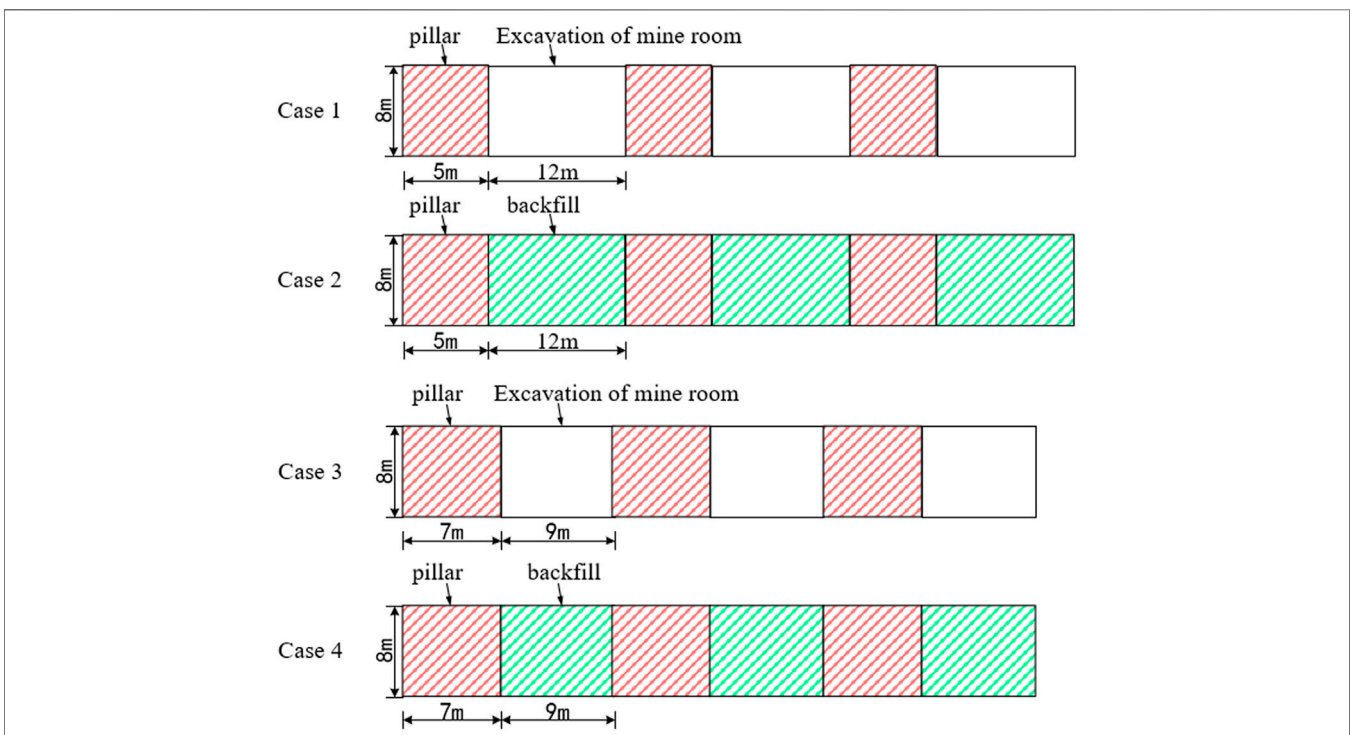 pillar Excavation of mine room
Case 1
8m
5m 12m
pillar backfill
Case 2
8m
5m 12m
pillar Excavation of mine room
Case 3
8m
7m 9m
pillar backfill
Case 4
8m
7m 9m